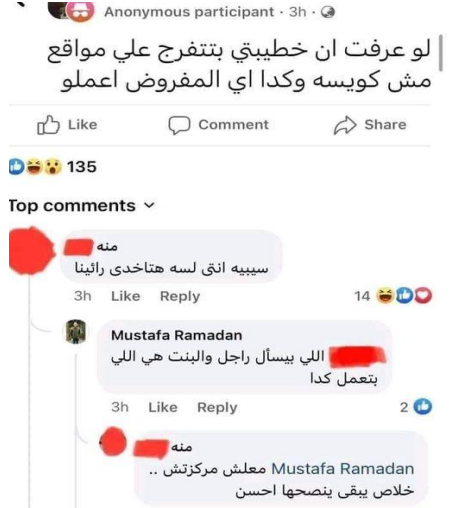 Anonymous participant · 3h ·
لو عرفت ان خطيبتي بتتفرج علي مواقع
مش كويسه وكدا اي المفروض اعملو
Like Comment Share
135
Top comments
منه
سيبيه انتى لسه هتاخدى رائينا
3h Like Reply 14
Mustafa Ramadan
اللي بيسأل راجل والبنت هي اللي
بتعمل كدا
3h Like Reply 2
منه
Mustafa Ramadan معلش مركزتش ..
خلاص يبقى ينصحها احسن